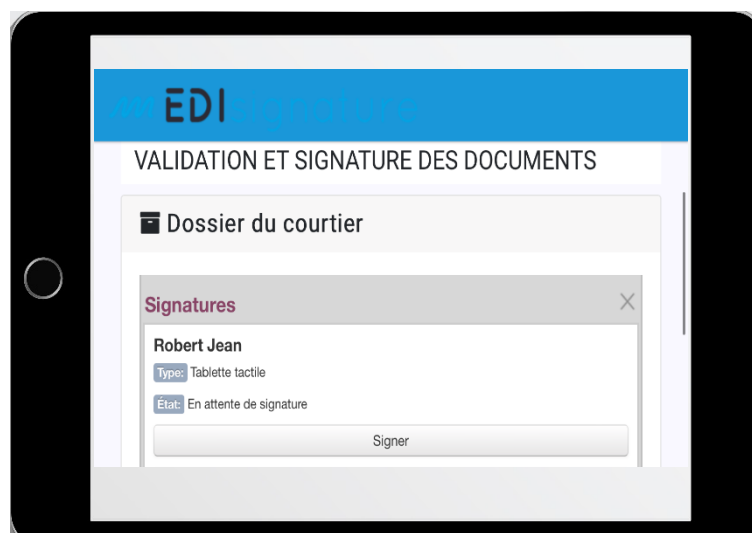 EDI signature
VALIDATION ET SIGNATURE DES DOCUMENTS
Dossier du courtier
Signatures
Robert Jean
Type: Tablette tactile
État: En attente de signature
Signer